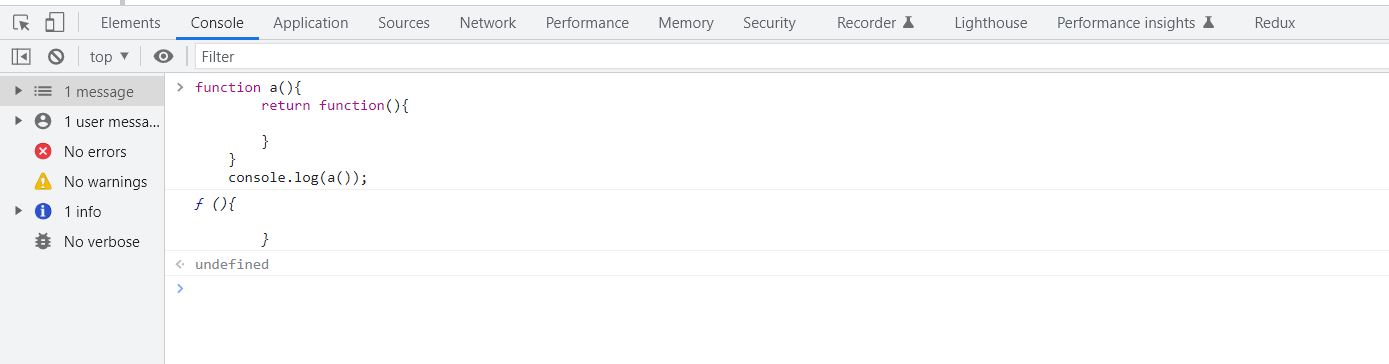 Elements Console Application Sources Network Performance Memory Security Recorder Lighthouse Performance insights Redux
top Filter
1 message
1 user messa...
No errors
No warnings
1 info
No verbose
function a(){
return function(){
}
}
console.log(a());
ƒ (){
}
undefined